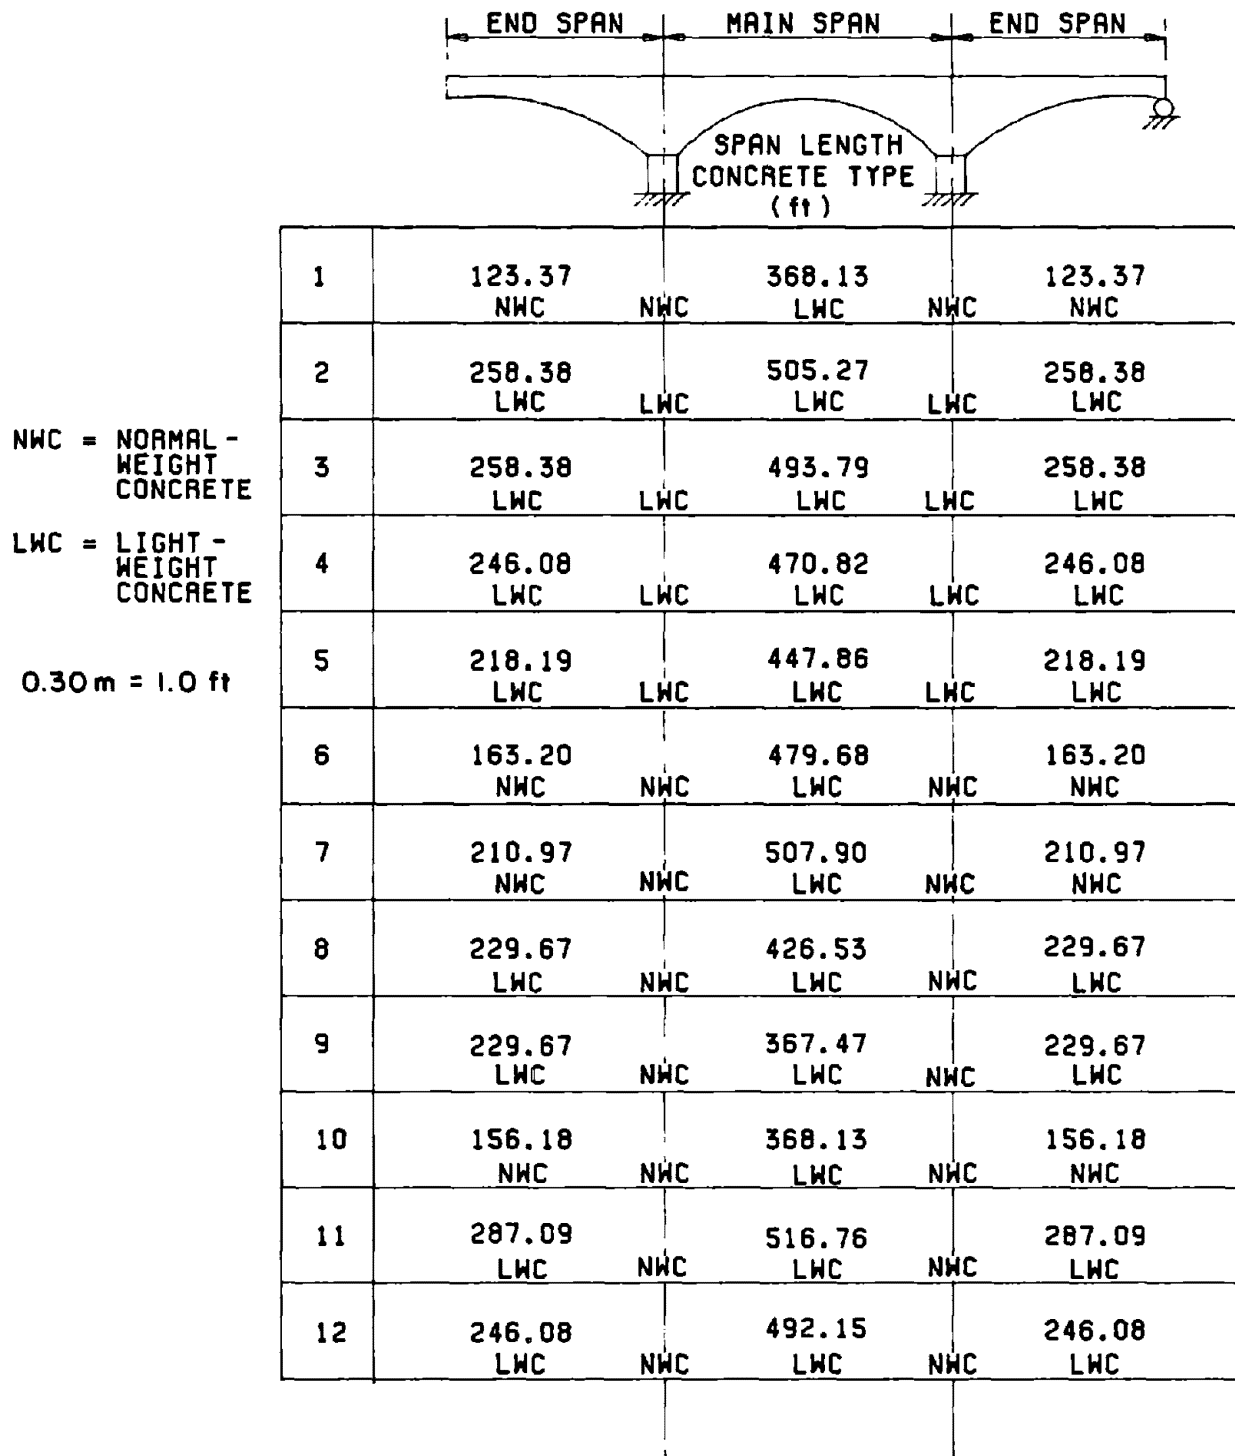 END SPAN MAIN SPAN END SPAN
SPAN LENGTH
CONCRETE TYPE
(ft)
1 123.37 368.13 123.37
NWC NWC LWC NWC NWC
2 258.38 505.27 258.38
LWC LWC LWC LWC LWC
NWC = NORMAL-
WEIGHT
CONCRETE
3 258.38 493.79 258.38
LWC LWC LWC LWC LWC
LWC = LIGHT-
WEIGHT
CONCRETE
4 246.08 470.82 246.08
LWC LWC LWC LWC LWC
0.30m = 1.0 ft
5 218.19 447.86 218.19
LWC LWC LWC LWC LWC
6 163.20 479.68 163.20
NWC NWC LWC NWC NWC
7 210.97 507.90 210.97
NWC NWC LWC NWC NWC
8 229.67 426.53 229.67
LWC NWC LWC NWC LWC
9 229.67 367.47 229.67
LWC NWC LWC NWC LWC
10 156.18 368.13 156.18
NWC NWC LWC NWC NWC
11 287.09 516.76 287.09
LWC NWC LWC NWC LWC
12 246.08 492.15 246.08
LWC NWC LWC NWC LWC